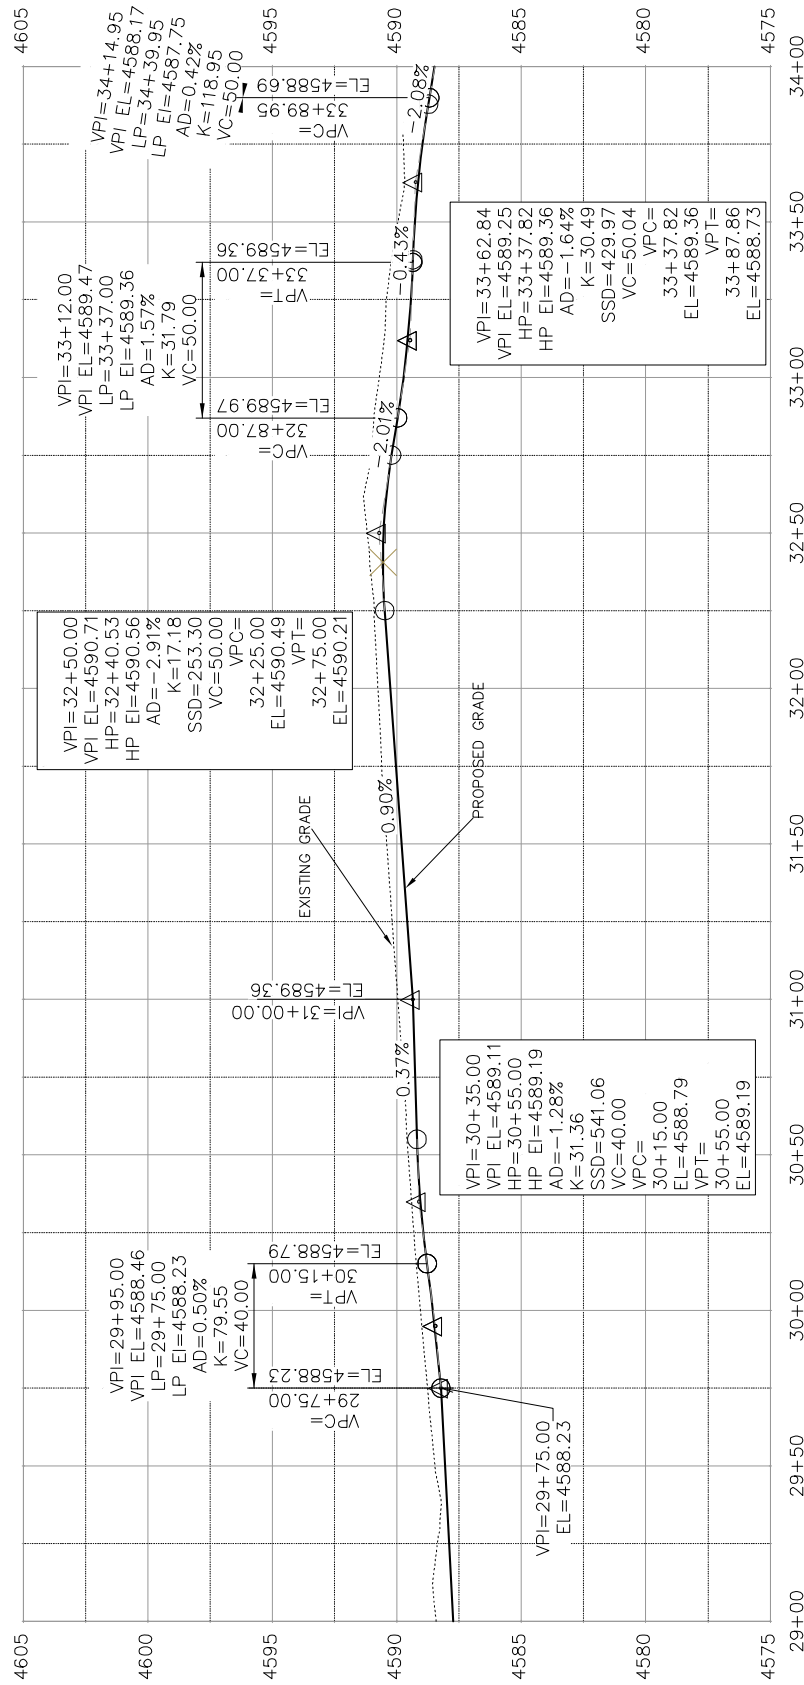 4605
4600
4595
4590
4585
4580
4575
29+00
29+50
30+00
30+50
31+00
31+50
32+00
32+50
33+00
33+50
34+00
4605
4600
4595
4590
4585
4580
4575
VPI=29+95.00
VPI EL=4588.46
LP=29+75.00
LP El=4588.23
AD=0.50%
K=79.55
VC=40.00
VPC=
29+75.00
EL=4588.23
VPT=
30+15.00
EL=4588.79
VPI=29+75.00
EL=4588.23
VPI=30+35.00
VPI EL=4589.11
HP=30+55.00
HP El=4589.19
AD=-1.28%
K=31.36
SSD=541.06
VC=40.00
VPC=
30+15.00
EL=4588.79
VPT=
30+55.00
EL=4589.19
0.37%
VPI=31+00.00
EL=4589.36
EXISTING GRADE
PROPOSED GRADE
0.90%
VPI=32+50.00
VPI EL=4590.71
HP=32+40.53
HP El=4590.56
AD=-2.91%
K=17.18
SSD=253.30
VC=50.00
VPC=
32+25.00
EL=4590.49
VPT=
32+75.00
EL=4590.21
-2.01%
VPI=33+12.00
VPI EL=4589.47
LP=33+37.00
LP El=4589.36
AD=1.57%
K=31.79
VC=50.00
VPC=
32+87.00
EL=4589.97
VPT=
33+37.00
EL=4589.36
-0.43%
VPI=33+62.84
VPI EL=4589.25
HP=33+37.82
HP El=4589.36
AD=-1.64%
K=30.49
SSD=429.97
VC=50.04
VPC=
33+37.82
EL=4589.36
VPT=
33+87.86
EL=4588.73
-2.08%
VPI=34+14.95
VPI EL=4588.17
LP=34+39.95
LP El=4587.75
AD=0.42%
K=118.95
VC=50.00
VPC=
33+89.95
EL=4588.69